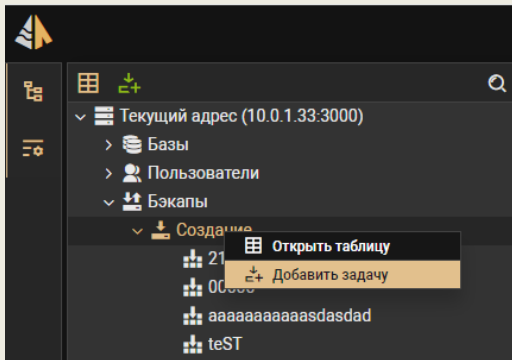 Текущий адрес (10.0.1.33:3000)
Базы
Пользователи
Бэкапы
Создание
Открыть таблицу
21
Добавить задачу
aaaaaaaaaaasdasdad
teST